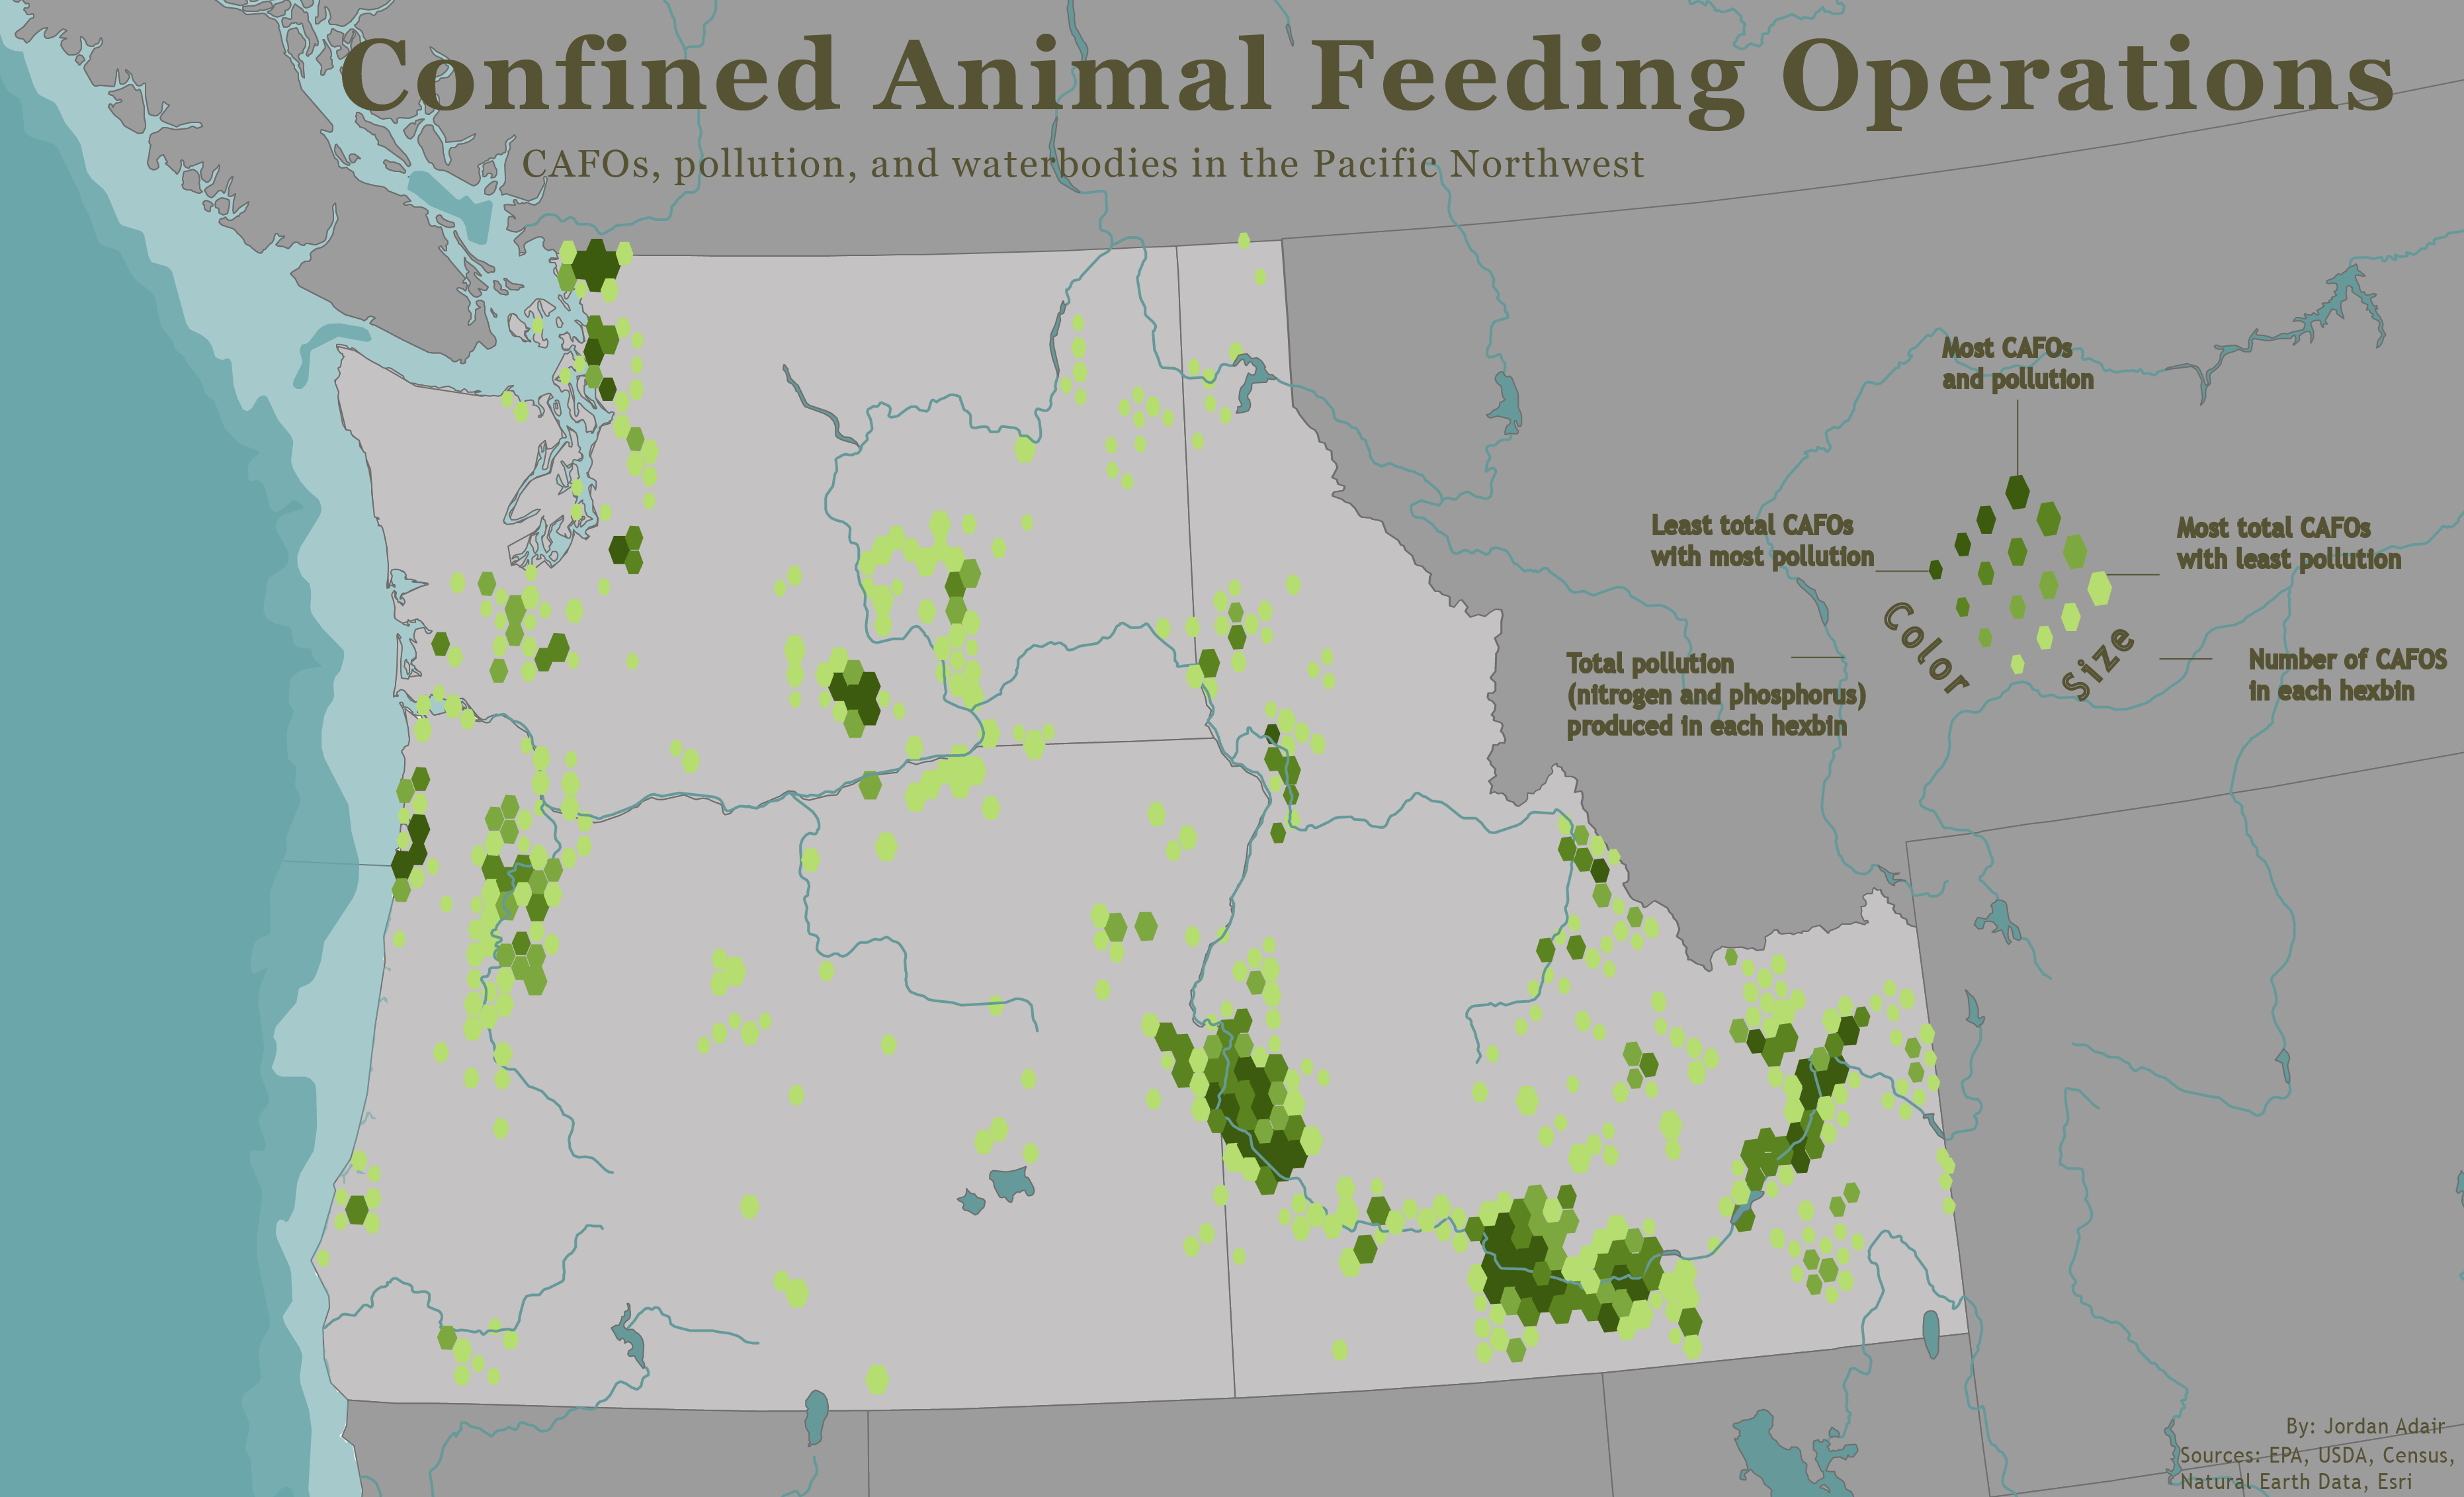 Confined Animal Feeding Operations
CAFOs, pollution, and waterbodies in the Pacific Northwest
Most CAFOs
and pollution
Least total CAFOs
with most pollution
Most total CAFOs
with least pollution
Color
Size
Total pollution
(nitrogen and phosphorus)
produced in each hexbin
Number of CAFOS
in each hexbin
By: Jordan Adair
Sources: EPA, USDA, Census,
Natural Earth Data, Esri